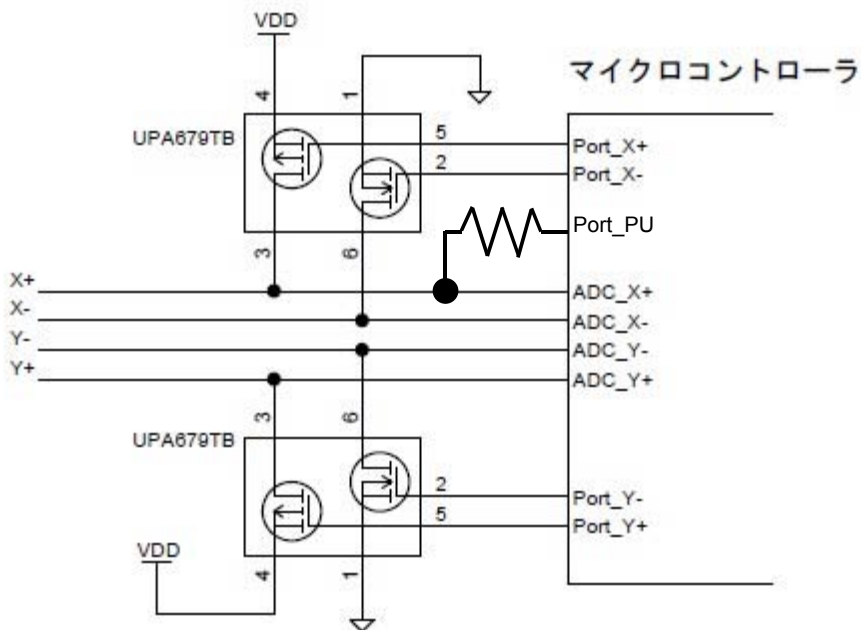 VDD
マイクロコントローラ
4
1
UPA679TB
5
Port_X+
2
Port_X-
Port_PU
3
6
X+
ADC_X+
X-
ADC_X-
Y-
ADC_Y-
Y+
ADC_Y+
3
6
UPA679TB
2
Port_Y-
5
Port_Y+
VDD
4
1